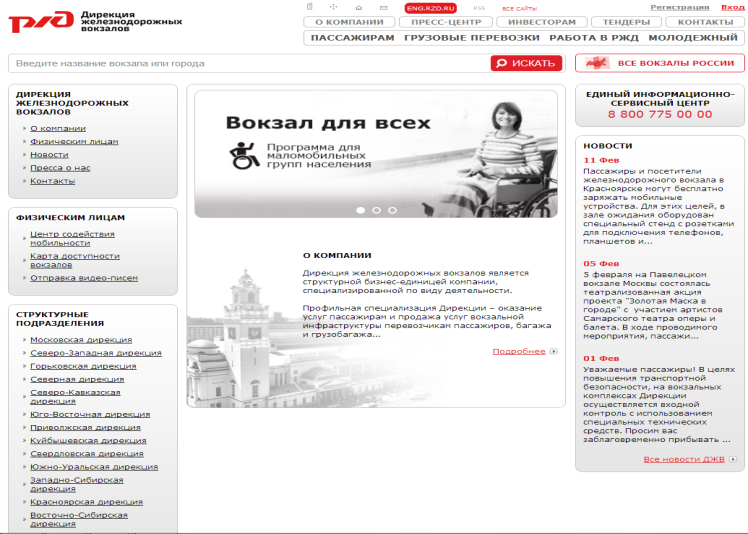 Дирекция
железнодорожных
вокзалов
ENG.RZD.RU
RSS
ВСЕ САЙТЫ
Регистрация
Вход
О КОМПАНИИ
ПРЕСС-ЦЕНТР
ИНВЕСТОРАМ
ТЕНДЕРЫ
КОНТАКТЫ
ПАССАЖИРАМ ГРУЗОВЫЕ ПЕРЕВОЗКИ РАБОТА В РЖД МОЛОДЕЖНЫЙ
Введите название вокзала или города
ИСКАТЬ
ВСЕ ВОКЗАЛЫ РОССИИ
ДИРЕКЦИЯ
ЖЕЛЕЗНОДОРОЖНЫХ
ВОКЗАЛОВ
» О компании
» Физическим лицам
» Новости
» Пресса о нас
» Контакты
ФИЗИЧЕСКИМ ЛИЦАМ
» Центр содействия
мобильности
» Карта доступности
вокзалов
» Отправка видео-писем
СТРУКТУРНЫЕ
ПОДРАЗДЕЛЕНИЯ
» Московская дирекция
» Северо-Западная дирекция
» Горьковская дирекция
» Северная дирекция
» Северо-Кавказская
дирекция
» Юго-Восточная дирекция
» Приволжская дирекция
» Куйбышевская дирекция
» Свердловская дирекция
» Южно-Уральская дирекция
» Западно-Сибирская
дирекция
» Красноярская дирекция
» Восточно-Сибирская
дирекция
Вокзал для всех
Программа для
маломобильных
групп населения
О КОМПАНИИ
Дирекция железнодорожных вокзалов является
структурной бизнес-единицей компании,
специализированной по виду деятельности.
Профильная специализация Дирекции – оказание
услуг пассажирам и продажа услуг вокзальной
инфраструктуры перевозчикам пассажиров, багажа
и грузобагажа...
Подробнее
ЕДИНЫЙ ИНФОРМАЦИОННО-
СЕРВИСНЫЙ ЦЕНТР
8 800 775 00 00
НОВОСТИ
11 Фев
Пассажиры и посетители
железнодорожного вокзала в
Красноярске могут бесплатно
заряжать мобильные
устройства. Для этих целей, в
зале ожидания оборудован
специальный стенд с розетками
для подключения телефонов,
планшетов и...
05 Фев
5 февраля на Павелецком
вокзале Москвы состоялась
театрализованная акция
проекта "Золотая Маска в
городе" с участием артистов
Самарского театра оперы и
балета. В ходе проводимого
мероприятия, пассажи...
01 Фев
Уважаемые пассажиры! В целях
повышения транспортной
безопасности, на вокзальных
комплексах Дирекции
осуществляется входной
контроль с использованием
специальных технических
средств. Просим вас
заблаговременно прибывать ...
Все новости ДЖВ